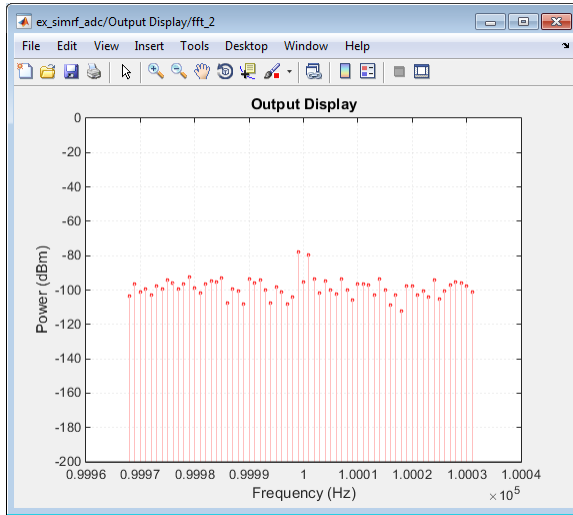 ex_simrf_adc/Output Display/fft_2
File Edit View Insert Tools Desktop Window Help
Output Display
0
-20
-40
-60
-80
-100
-120
-140
-160
-180
-200
Power (dBm)
0.9996 0.9997 0.9998 0.9999 1 1.0001 1.0002 1.0003 1.0004
Frequency (Hz)
×10⁵